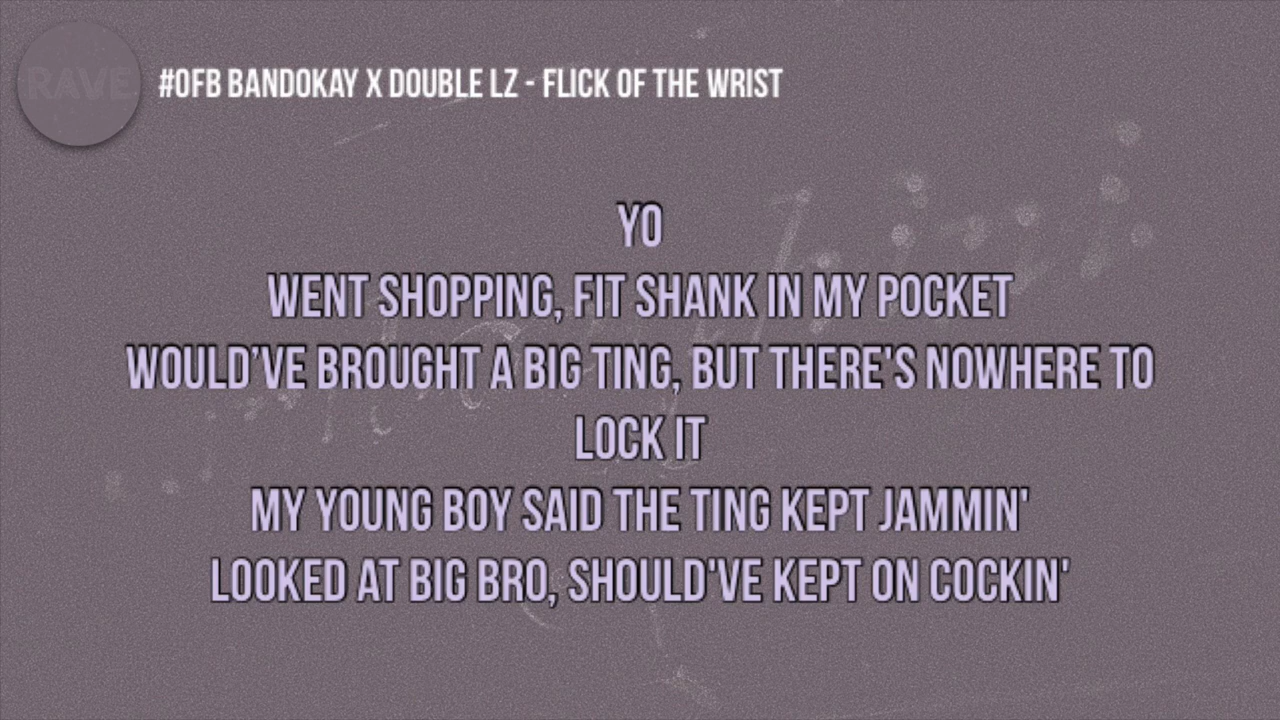 RAVE
#OFB BANDOKAY X DOUBLE LZ - FLICK OF THE WRIST
YO
WENT SHOPPING, FIT SHANK IN MY POCKET
WOULD'VE BROUGHT A BIG TING, BUT THERE'S NOWHERE TO
LOCK IT
MY YOUNG BOY SAID THE TING KEPT JAMMIN'
LOOKED AT BIG BRO, SHOULD'VE KEPT ON COCKIN'